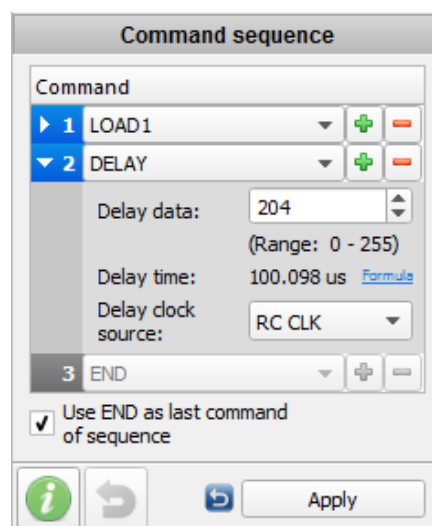 Command sequence
Command
1 LOAD1
2 DELAY
Delay data: 204
(Range: 0 - 255)
Delay time: 100.098 us Formula
Delay clock
source: RC CLK
3 END
Use END as last command
of sequence
i Apply